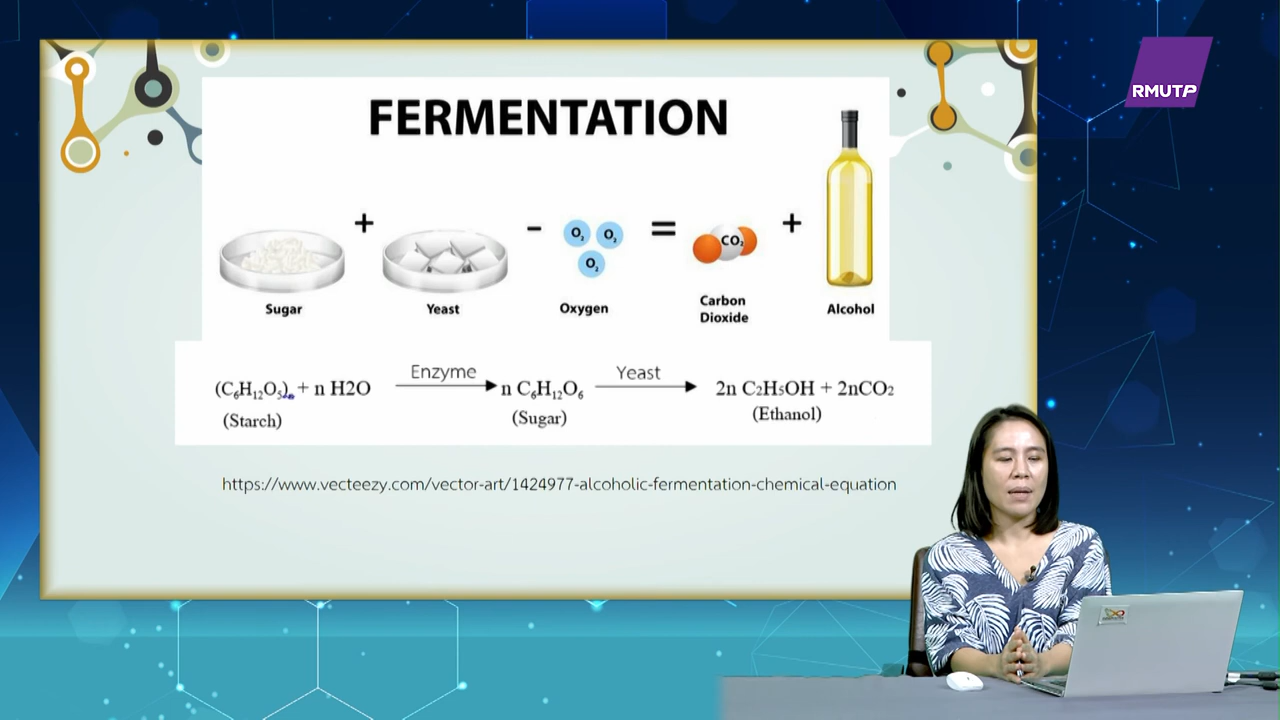 RMUTP
FERMENTATION
+ - = +
O₂ O₂ O₂
CO₂
Sugar Yeast Oxygen Carbon Dioxide Alcohol
Enzyme Yeast
(C₆H₁₂O₅)ₙ + n H2O n C₆H₁₂O₆ 2n C₂H₅OH + 2nCO₂
(Starch) (Sugar) (Ethanol)
https://www.vecteezy.com/vector-art/1424977-alcoholic-fermentation-chemical-equation